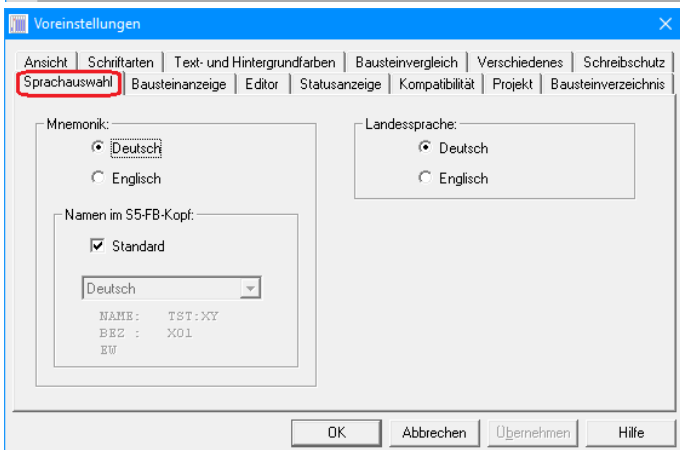 Voreinstellungen
Ansicht Schriftarten Text- und Hintergrundfarben Bausteinvergleich Verschiedenes Schreibschutz
Sprachauswahl Bausteinanzeige Editor Statusanzeige Kompatibilität Projekt Bausteinverzeichnis
Mnemonik:
Deutsch
Englisch
Namen im S5-FB-Kopf:
Standard
Deutsch
NAME: TST:XY
BEZ : X01
EW
Landessprache:
Deutsch
Englisch
OK Abbrechen Übernehmen Hilfe